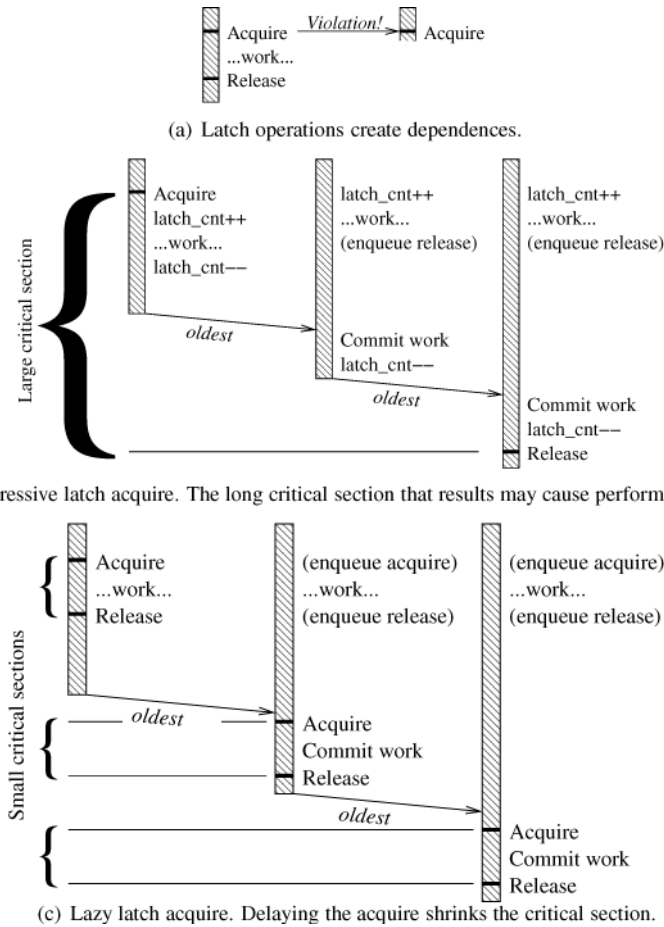 Acquire Violation! Acquire
...work...
Release
(a) Latch operations create dependences.
Large critical section
Acquire
latch_cnt++
...work...
latch_cnt−−
oldest
latch_cnt++
...work...
(enqueue release)
Commit work
latch_cnt−−
oldest
latch_cnt++
...work...
(enqueue release)
Commit work
latch_cnt−−
Release
ressive latch acquire. The long critical section that results may cause perform
Small critical sections
Acquire
...work...
Release
oldest
(enqueue acquire)
...work...
(enqueue release)
Acquire
Commit work
Release
oldest
(enqueue acquire)
...work...
(enqueue release)
Acquire
Commit work
Release
(c) Lazy latch acquire. Delaying the acquire shrinks the critical section.